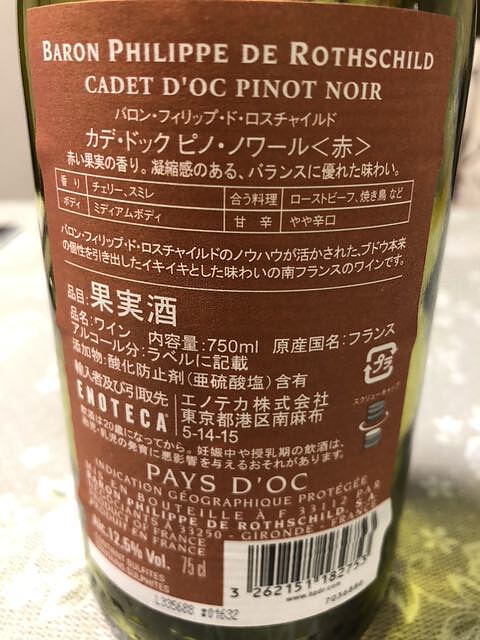 BARON PHILIPPE DE ROTHSCHILD
CADET D'OC PINOT NOIR
バロン・フィリップ・ド・ロスチャイルド
カデ・ドック ピノ・ノワール＜赤＞
赤い果実の香り。凝縮感のある、バランスに優れた味わい。
香り チェリー、スミレ 合う料理 ローストビーフ、焼き鳥 など
ボディ ミディアムボディ 甘辛 やや辛口
バロン・フィリップ・ド・ロスチャイルドのノウハウが活かされた、ブドウ本来
の個性を引き出したイキイキとした味わいの南フランスのワインです。
品目:果実酒
品名:ワイン 内容量:750ml 原産国名:フランス
アルコール分:ラベルに記載
添加物:酸化防止剤(亜硫酸塩)含有
輸入者及び引取先
ENOTECA
エノテカ株式会社
東京都港区南麻布
5-14-15
スクリューキャップ
飲酒は20歳になってから。妊娠中や授乳期の飲酒は、
胎児・乳児の発育に悪影響を与えるおそれがあります。
PAYS D'OC
INDICATION GÉOGRAPHIQUE PROTÉGÉE
MIS EN BOUTEILLE À F 33112 PAR
BARON PHILIPPE DE ROTHSCHILD, S.A.
33250 - GIRONDE - FRANCE
PRODUIT EN FRANCE
Alc.12.5% Vol. 75 cl
CONTAINT SULFITES
SULPHITES
L335688 01632
3 262151 182755
www.bpdr.com
7036886